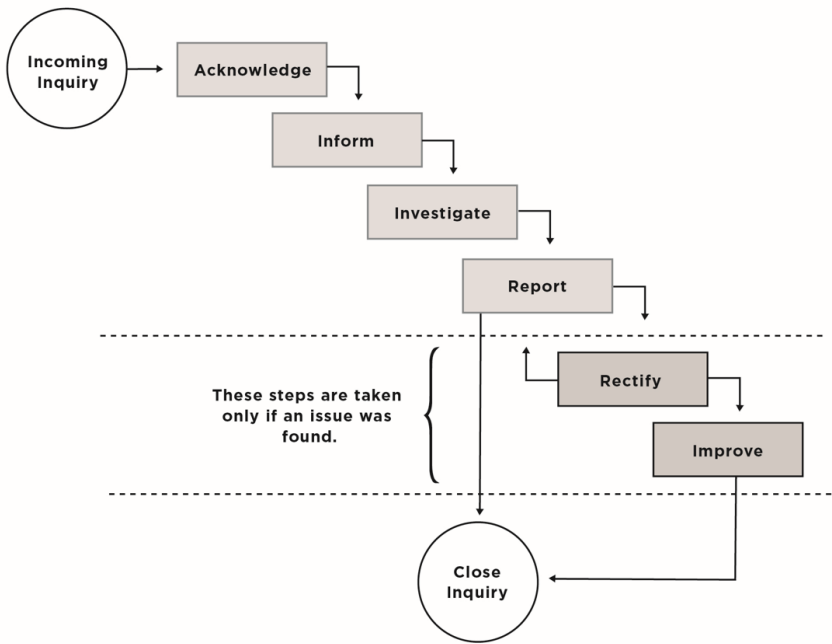 Incoming
Inquiry
Acknowledge
Inform
Investigate
Report
Rectify
These steps are taken
only if an issue was
found.
Improve
Close
Inquiry